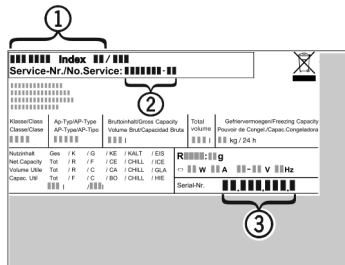 1
Index /
Service-Nr./No.Service: -
2
Klasse/Class Ap-Typ/AP-Type Bruttoinhalt/Gross Capacity Total Gefriervermoegen/Freezing Capacity
Classe/Clase AP-Type/AP-Tipo Volume Brut/Capacidad Bruta volume Pouvoir de Congel./Capac.Congeladora
l l kg / 24 h
Nutzinhalt Ges / K / G / KE / KALT / EIS
Net.Capacity Tot / R / F / CE / CHILL / ICE
Volume Utile Tot / R / C / CA / CHILL / GLA
Capac. Util Tot / F / C / BO / CHILL / HIE
l / l
R : g
W A - V Hz
Serial-Nr. . . .
3